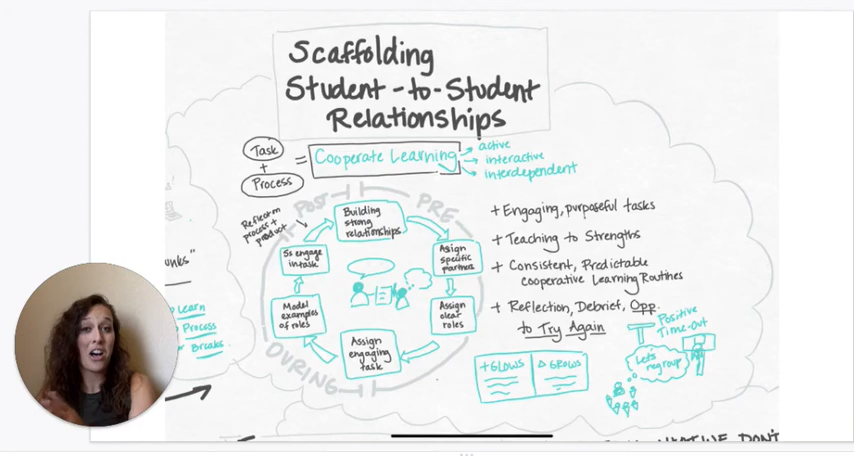 Scaffolding
Student-to-Student
Relationships
Task
+
Process
= Cooperate Learning
active
interactive
interdependent
POST
PRE
DURING
Reflect on
process +
product
Building
strong
relationships
Asign
specific
partners
Assign
clear
roles
Assign
engaging
task
Model
examples
of roles
Ss engage
in task
+ Engaging, purposeful tasks
+ Teaching to Strengths
+ Consistent, Predictable
cooperative Learning Routines
+ Reflection, Debrief, Opp.
to Try Again
Positive
Time-Out
Let's
regroup
+ GLOWS
Δ GROWS
Learn
Process
Breaks